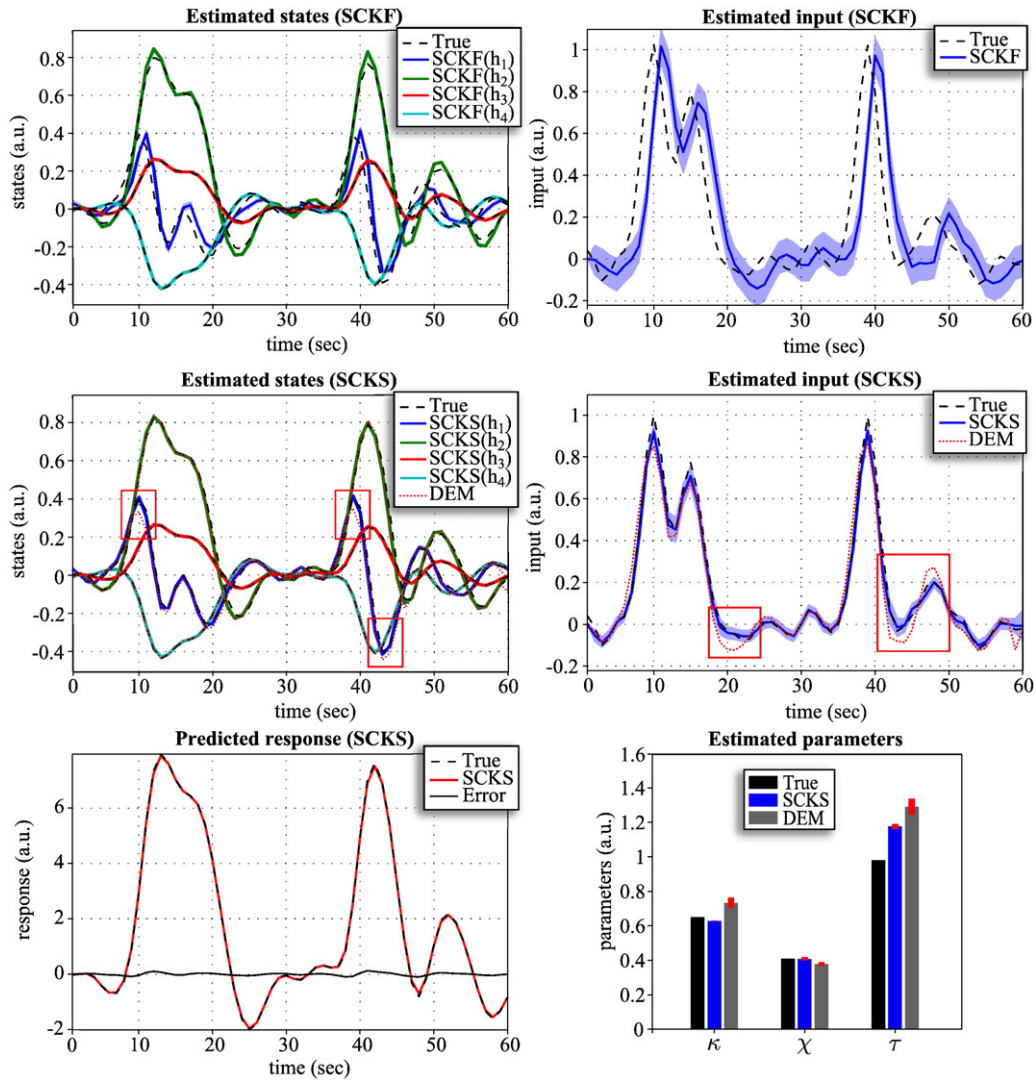 Estimated states (SCKF)
True
SCKF(h₁)
SCKF(h₂)
SCKF(h₃)
SCKF(h₄)
states (a.u.)
0.8
0.6
0.4
0.2
0
-0.2
-0.4
0 10 20 30 40 50 60
time (sec)
Estimated input (SCKF)
True
SCKF
input (a.u.)
1
0.8
0.6
0.4
0.2
0
-0.2
0 10 20 30 40 50 60
time (sec)
Estimated states (SCKS)
True
SCKS(h₁)
SCKS(h₂)
SCKS(h₃)
SCKS(h₄)
DEM
states (a.u.)
0.8
0.6
0.4
0.2
0
-0.2
-0.4
0 10 20 30 40 50 60
time (sec)
Estimated input (SCKS)
True
SCKS
DEM
input (a.u.)
1
0.8
0.6
0.4
0.2
0
-0.2
0 10 20 30 40 50 60
time (sec)
Predicted response (SCKS)
True
SCKS
Error
response (a.u.)
6
4
2
0
-2
0 10 20 30 40 50 60
time (sec)
Estimated parameters
True
SCKS
DEM
parameters (a.u.)
1.6
1.4
1.2
1
0.8
0.6
0.4
0.2
0
κ χ τ